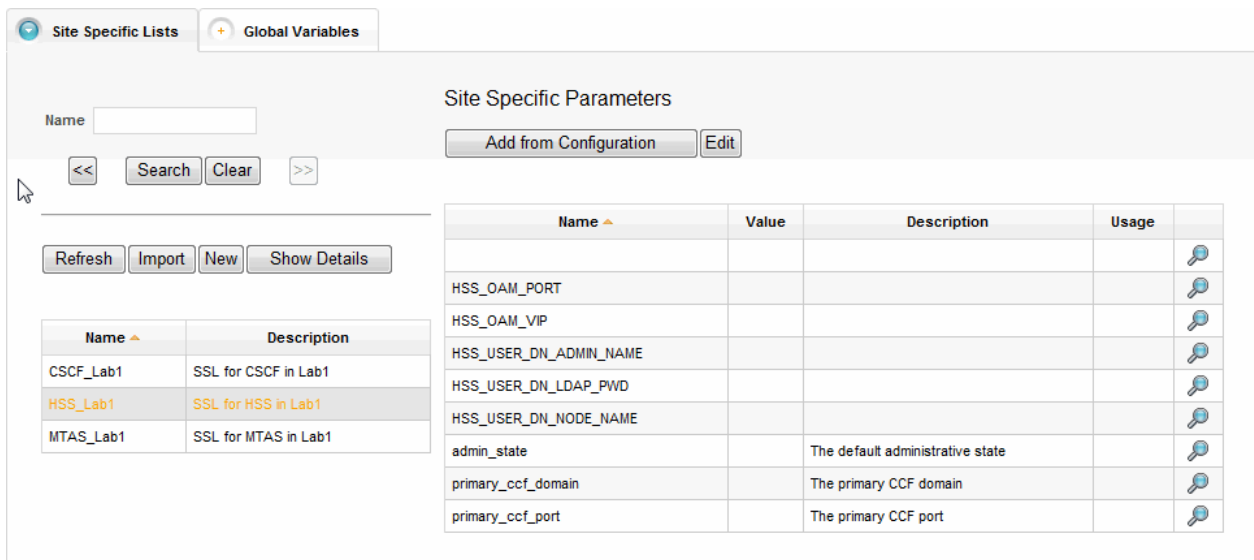 Site Specific Lists
Global Variables
Name
<< Search Clear >>
Refresh Import New Show Details
Name Description
CSCF_Lab1 SSL for CSCF in Lab1
HSS_Lab1 SSL for HSS in Lab1
MTAS_Lab1 SSL for MTAS in Lab1
Site Specific Parameters
Add from Configuration Edit
Name Value Description Usage
HSS_OAM_PORT
HSS_OAM_VIP
HSS_USER_DN_ADMIN_NAME
HSS_USER_DN_LDAP_PWD
HSS_USER_DN_NODE_NAME
admin_state The default administrative state
primary_ccf_domain The primary CCF domain
primary_ccf_port The primary CCF port